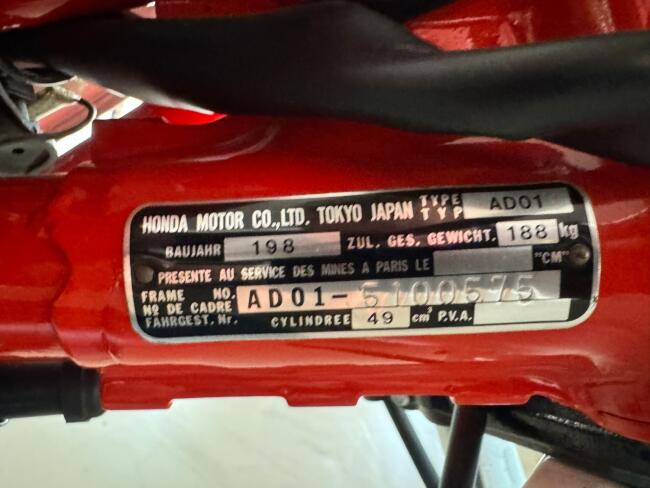 HONDA MOTOR CO.,LTD. TOKYO JAPAN TYPE TYP AD01
BAUJAHR 198 ZUL. GES. GEWICHT. 188 kg
PRESENTE AU SERVICE DES MINES A PARIS LE "CM"
FRAME NO.
Nº DE CADRE AD01-5100575
FAHRGEST. Nr. CYLINDREE 49 cm³ P.V.A.